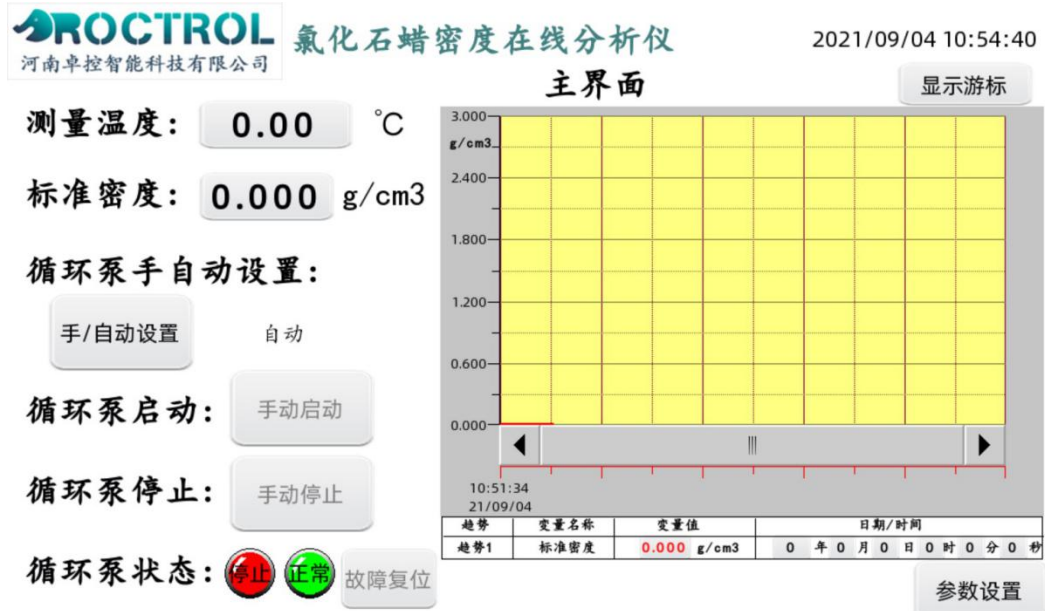 ROCTROL
河南卓控智能科技有限公司
氯化石蜡密度在线分析仪
2021/09/04 10:54:40
主界面
显示游标
测量温度: 0.00 ℃
标准密度: 0.000 g/cm3
循环泵手自动设置:
手/自动设置 自动
循环泵启动: 手动启动
循环泵停止: 手动停止
循环泵状态: 停止 正常 故障复位
3.000
g/cm3
2.400
1.800
1.200
0.600
0.000
10:51:34
21/09/04
趋势 变量名称 变量值 日期/时间
趋势1 标准密度 0.000 g/cm3 0 年 0 月 0 日 0 时 0 分 0 秒
参数设置